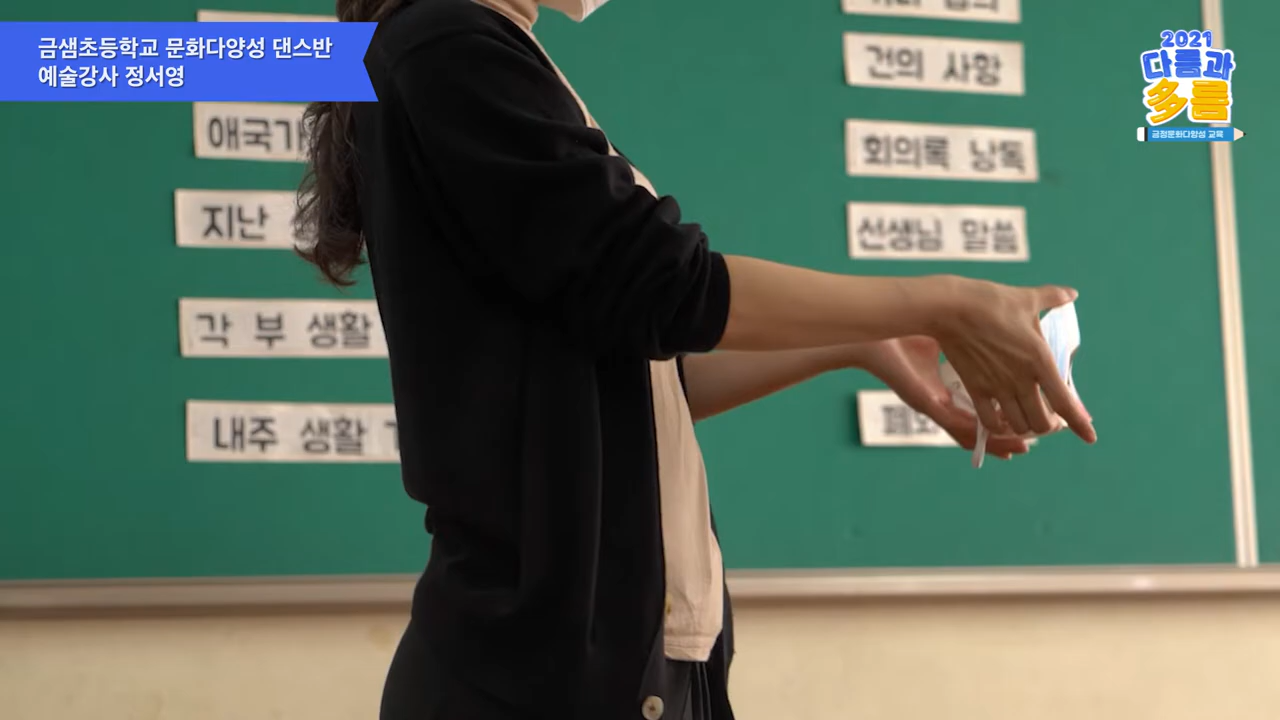 금샘초등학교 문화다양성 댄스반
예술강사 정서영
2021
다름과
多름
금정문화다양성 교육
애국가
지난
각 부 생활
내주 생활
건의 사항
회의록 낭독
선생님 말씀
폐회